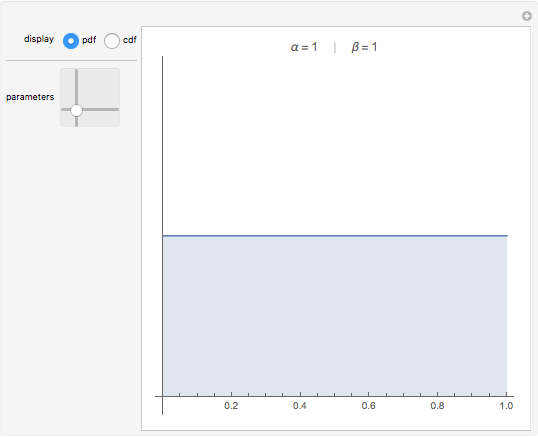 display pdf cdf
parameters
α = 1 | β = 1
0.2 0.4 0.6 0.8 1.0